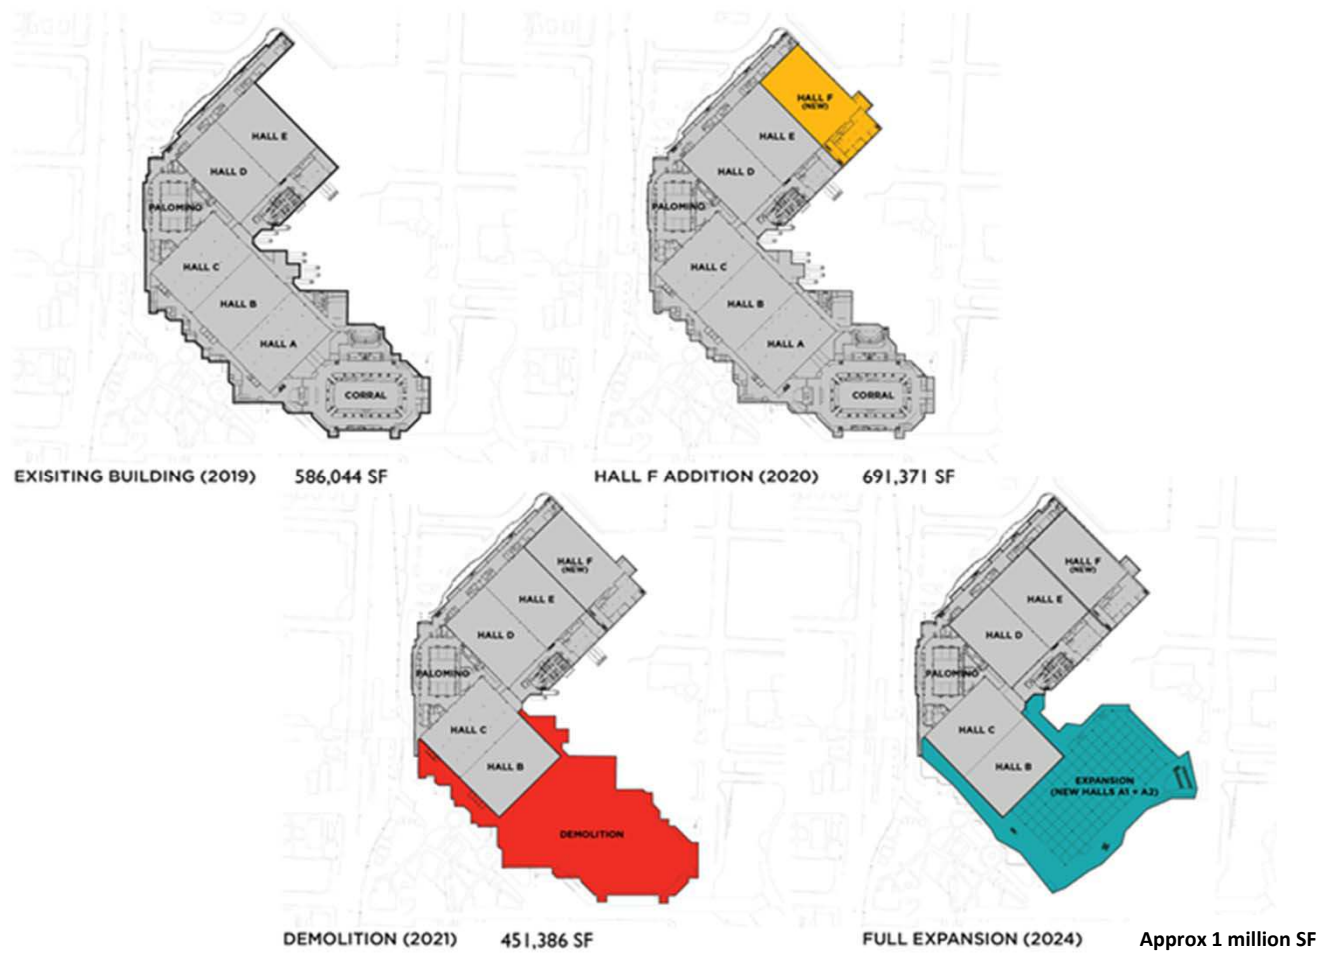 HALL E
HALL D
PALOMINO
HALL C
HALL B
HALL A
CORRAL
EXISITING BUILDING (2019) 586,044 SF
HALL F
(NEW)
HALL E
HALL D
PALOMINO
HALL C
HALL B
HALL A
CORRAL
HALL F ADDITION (2020) 691,371 SF
HALL F
(NEW)
HALL E
HALL D
PALOMINO
HALL C
HALL B
DEMOLITION
DEMOLITION (2021) 451,386 SF
HALL F
(NEW)
HALL E
HALL D
PALOMINO
HALL C
HALL B
EXPANSION
(NEW HALLS A1 + A2)
FULL EXPANSION (2024) Approx 1 million SF